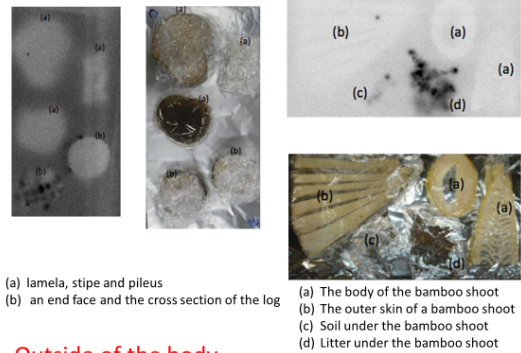 (a)
(a)
(a)
(b)
(b)
(a)
(a)
(a)
(b)
(b)
(b)
(a)
(a)
(c)
(d)
(b)
(a)
(a)
(c)
(d)
(a) lamela, stipe and pileus
(b) an end face and the cross section of the log
(a) The body of the bamboo shoot
(b) The outer skin of a bamboo shoot
(c) Soil under the bamboo shoot
(d) Litter under the bamboo shoot
Outside of the body